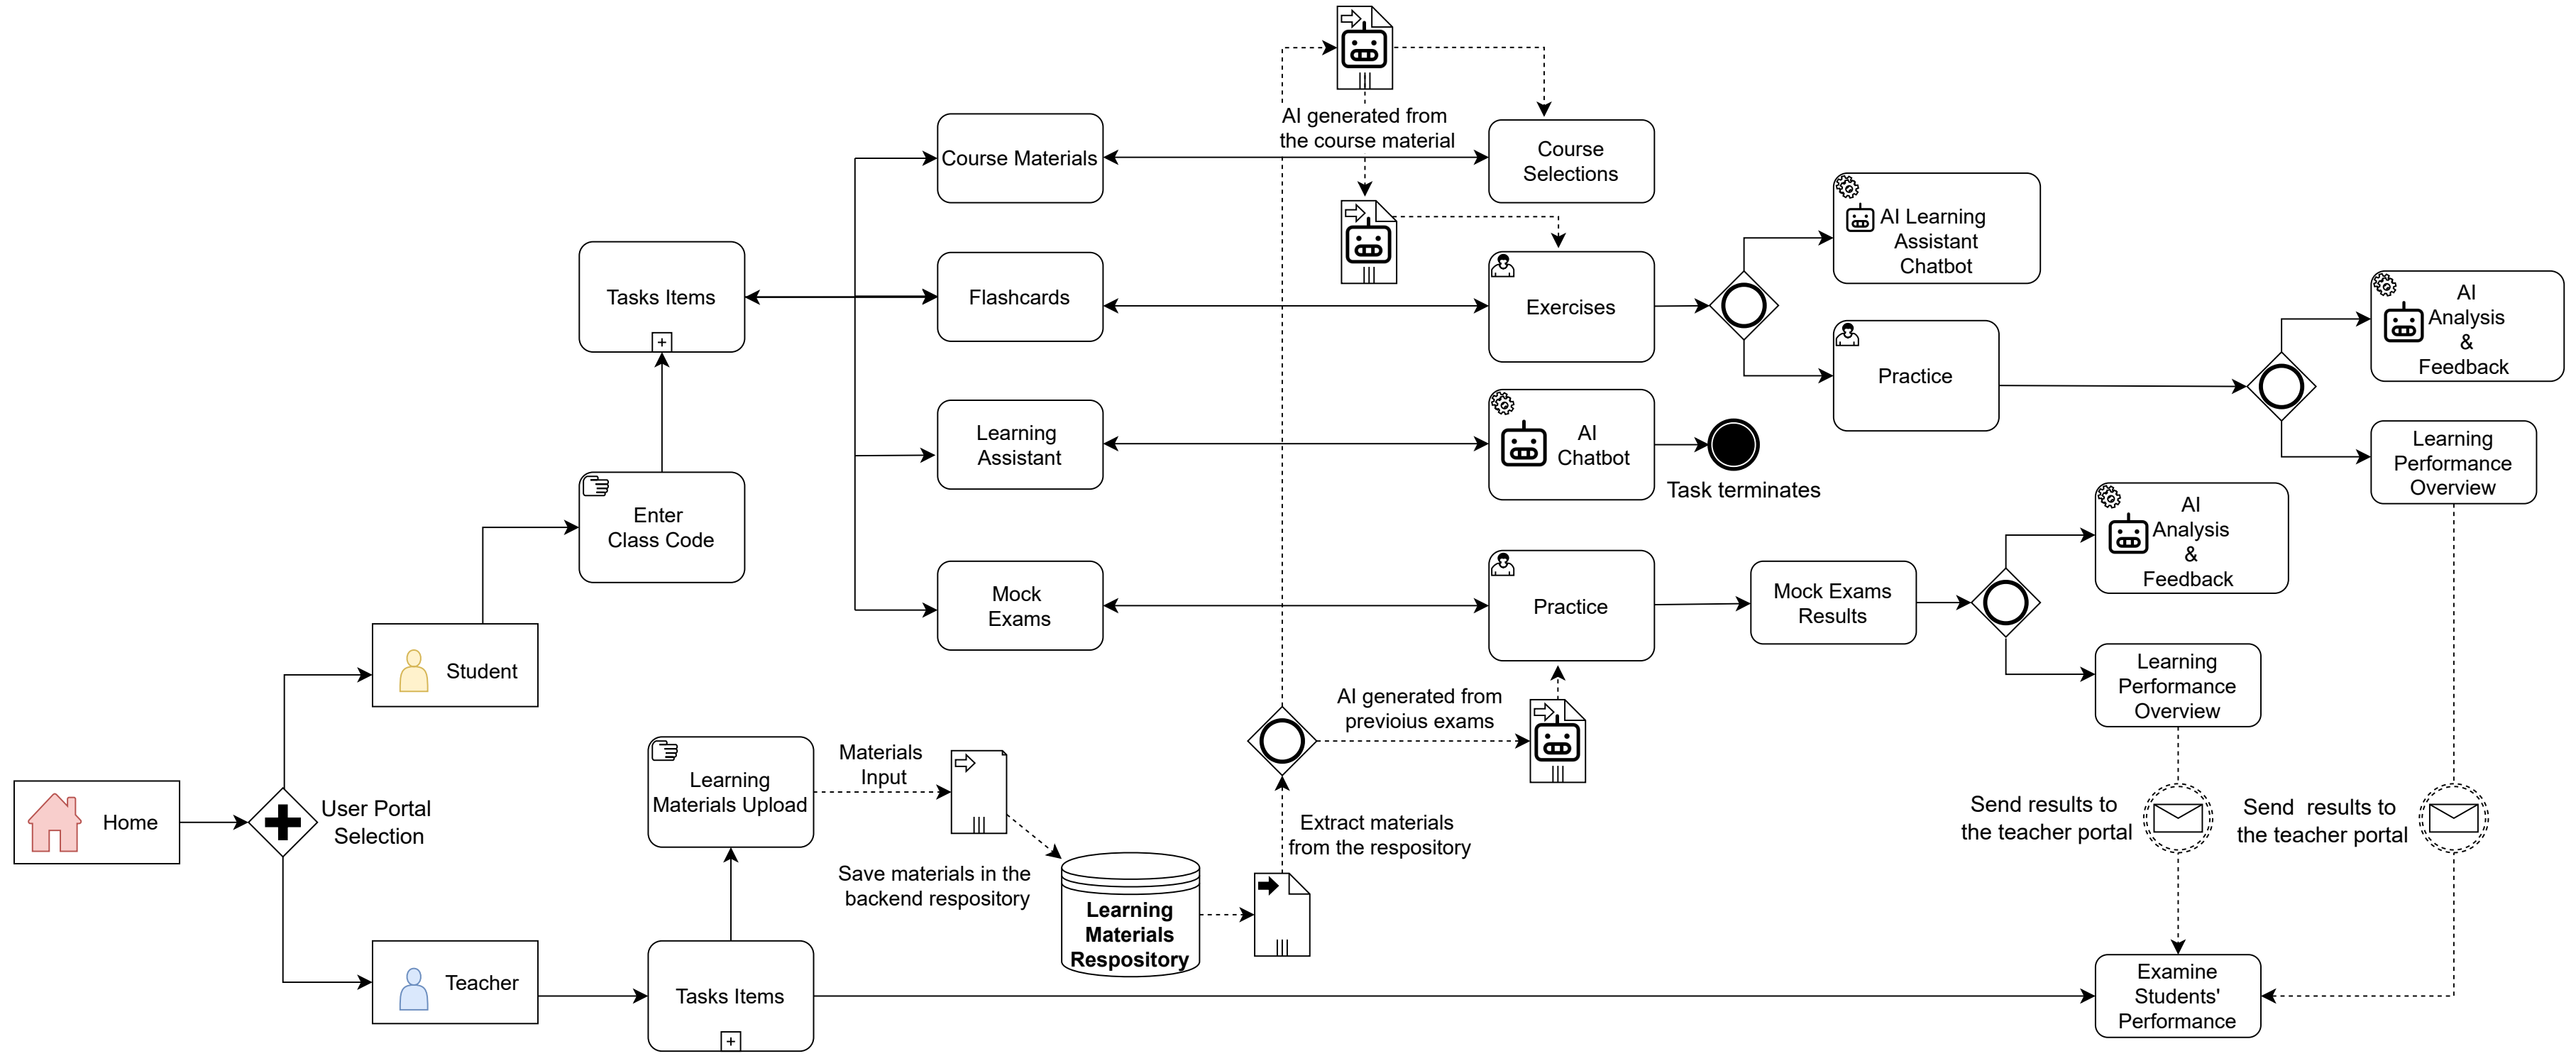 AI generated from
the course material
Course Materials
Course
Selections
AI Learning
Assistant
Chatbot
Tasks Items
Flashcards
Exercises
Practice
AI
Analysis
&
Feedback
Learning
Assistant
AI
Chatbot
Task terminates
Learning
Performance
Overview
Enter
Class Code
AI
Analysis
&
Feedback
Mock
Exams
Practice
Mock Exams
Results
Student
Learning
Performance
Overview
AI generated from
previoius exams
Home
User Portal
Selection
Learning
Materials Upload
Materials
Input
Send results to
the teacher portal
Send  results to
the teacher portal
Extract materials
from the respository
Save materials in the
backend respository
Learning
Materials
Respository
Teacher
Tasks Items
Examine
Students'
Performance